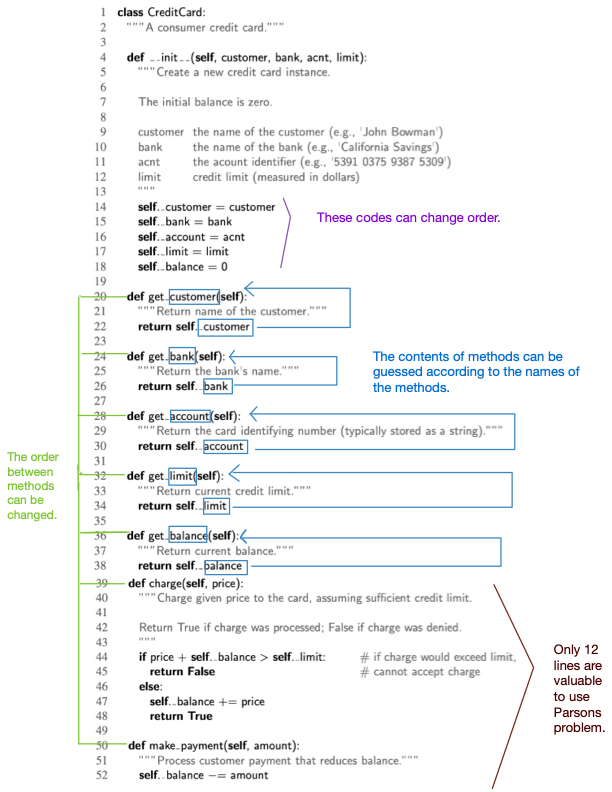 1 class CreditCard:
2 """A consumer credit card."""
3
4 def __init__(self, customer, bank, acnt, limit):
5 """Create a new credit card instance.
6
7 The initial balance is zero.
8
9 customer the name of the customer (e.g., 'John Bowman')
10 bank the name of the bank (e.g., 'California Savings')
11 acnt the acount identifier (e.g., '5391 0375 9387 5309')
12 limit credit limit (measured in dollars)
13 """
14 self._customer = customer
15 self._bank = bank
16 self._account = acnt
17 self._limit = limit
18 self._balance = 0
These codes can change order.
19
20 def get_customer(self):
21 """Return name of the customer."""
22 return self._customer
23
24 def get_bank(self):
25 """Return the bank's name."""
26 return self._bank
27
The contents of methods can be
guessed according to the names of
the methods.
28 def get_account(self):
29 """Return the card identifying number (typically stored as a string)."""
30 return self._account
31
32 def get_limit(self):
33 """Return current credit limit."""
34 return self._limit
35
The order
between
methods
can be
changed.
36 def get_balance(self):
37 """Return current balance."""
38 return self._balance
39 def charge(self, price):
40 """Charge given price to the card, assuming sufficient credit limit.
41
42 Return True if charge was processed; False if charge was denied.
43 """
44 if price + self._balance > self._limit: # if charge would exceed limit,
45 return False # cannot accept charge
46 else:
47 self._balance += price
48 return True
49
50 def make_payment(self, amount):
51 """Process customer payment that reduces balance."""
52 self._balance −= amount
Only 12
lines are
valuable
to use
Parsons
problem.